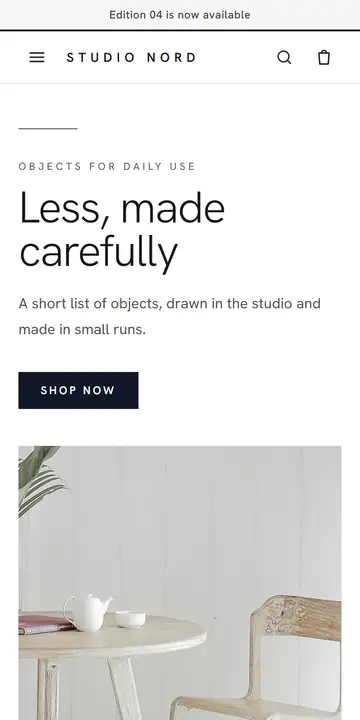 Edition 04 is now available
STUDIO NORD
OBJECTS FOR DAILY USE
Less, made
carefully
A short list of objects, drawn in the studio and
made in small runs.
SHOP NOW